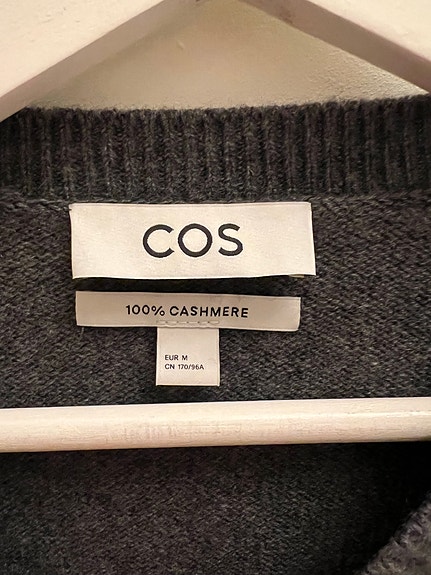 COS
100% CASHMERE
EUR M
CN 170/96A